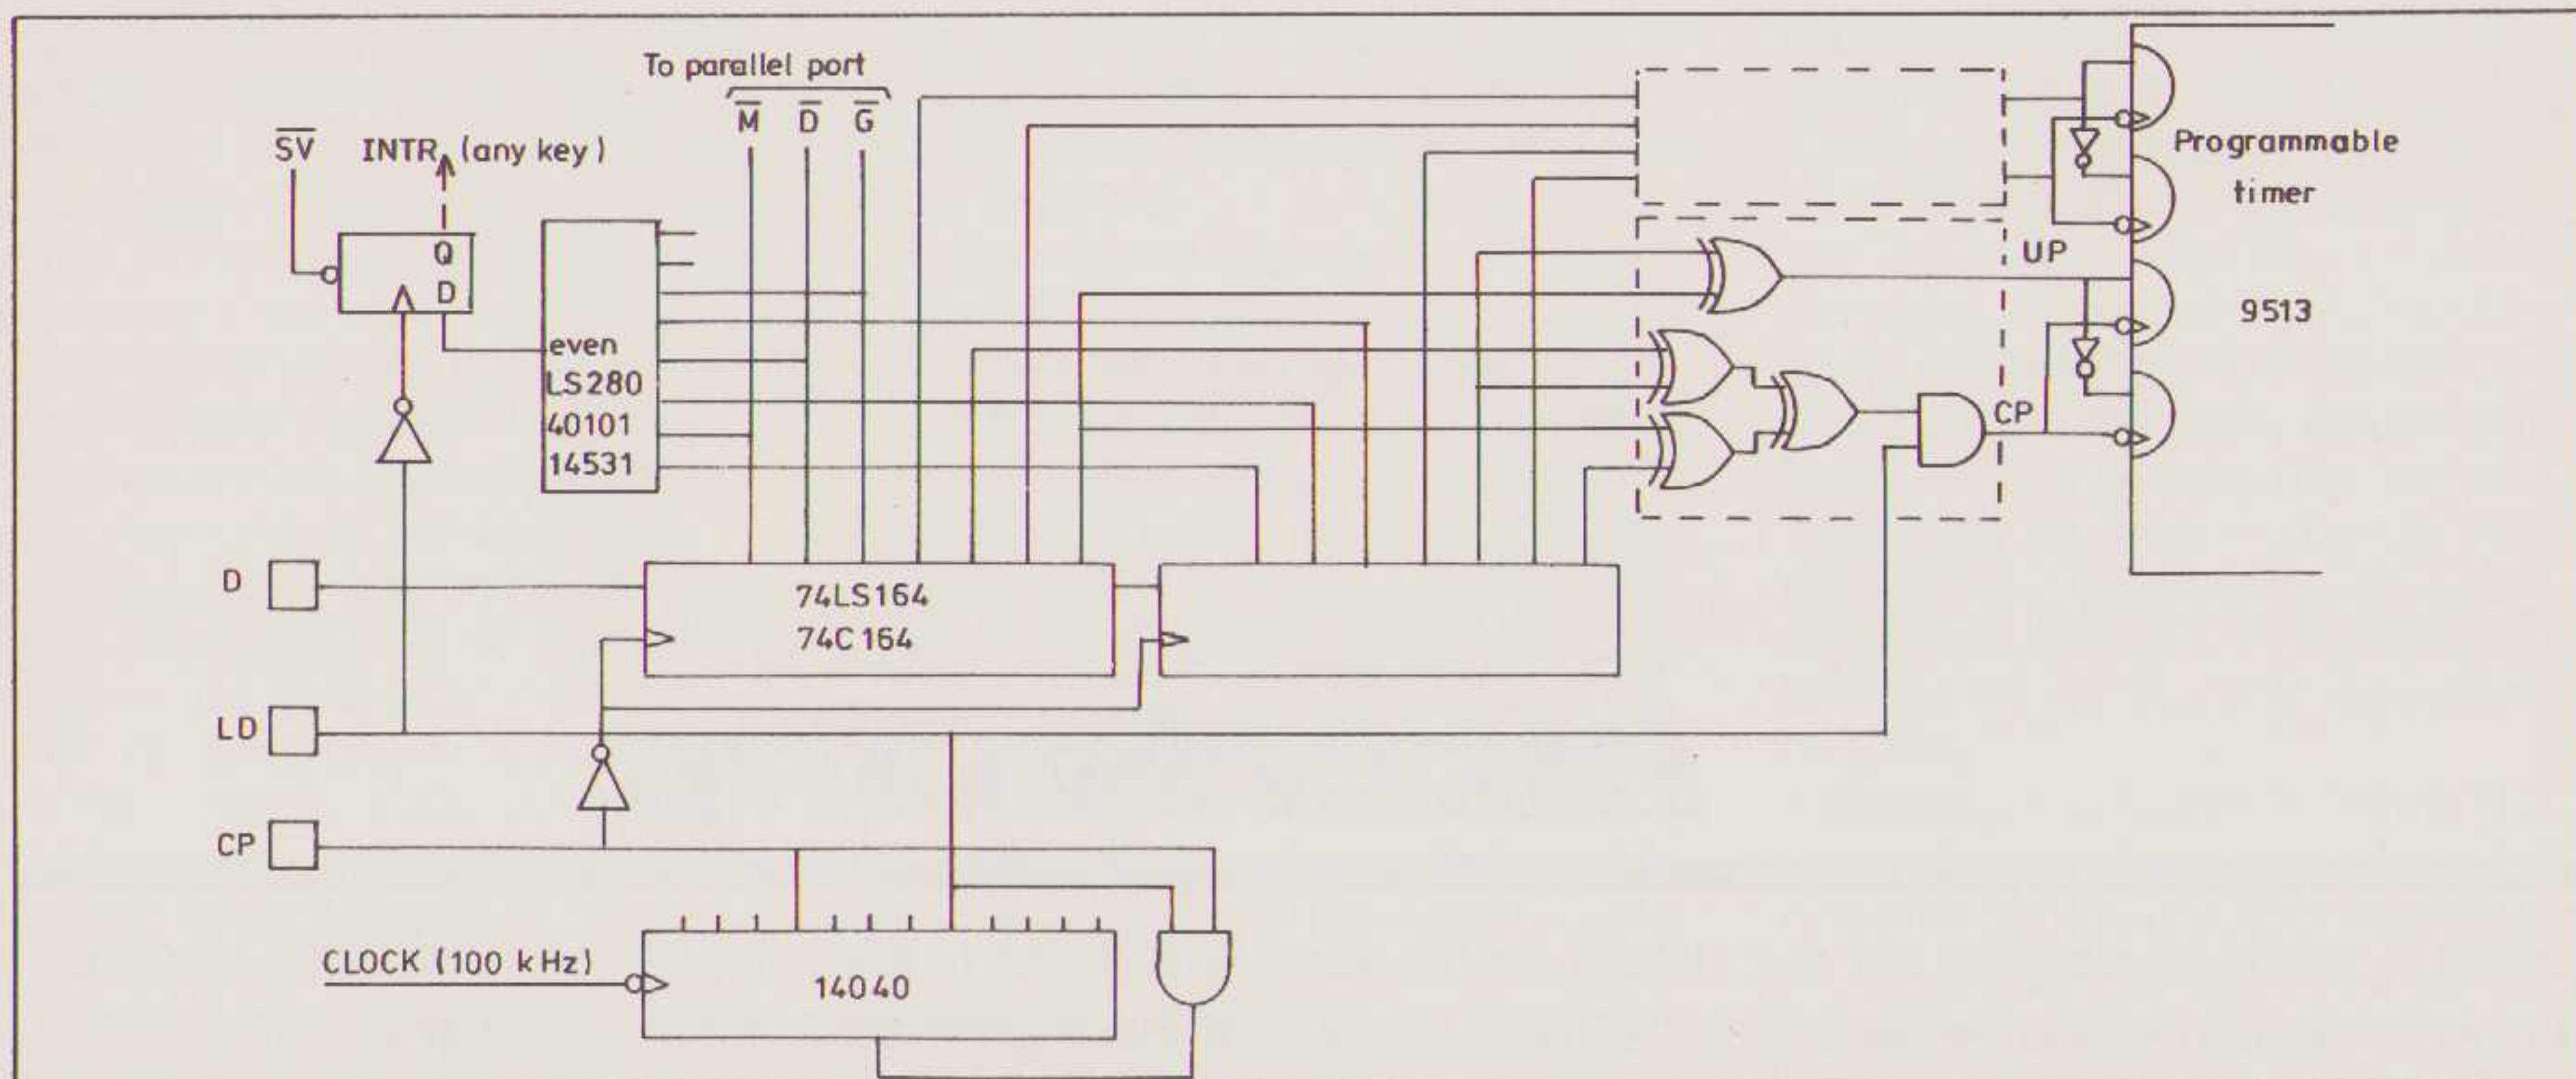 To parallel port
M̅ D̅ G̅
S̅V̅ INTR (any key)
Programmable
timer
9513
Q
D
UP
even
LS280
40101
14531
CP
D
74LS164
74C164
LD
CP
CLOCK (100 kHz)
14040